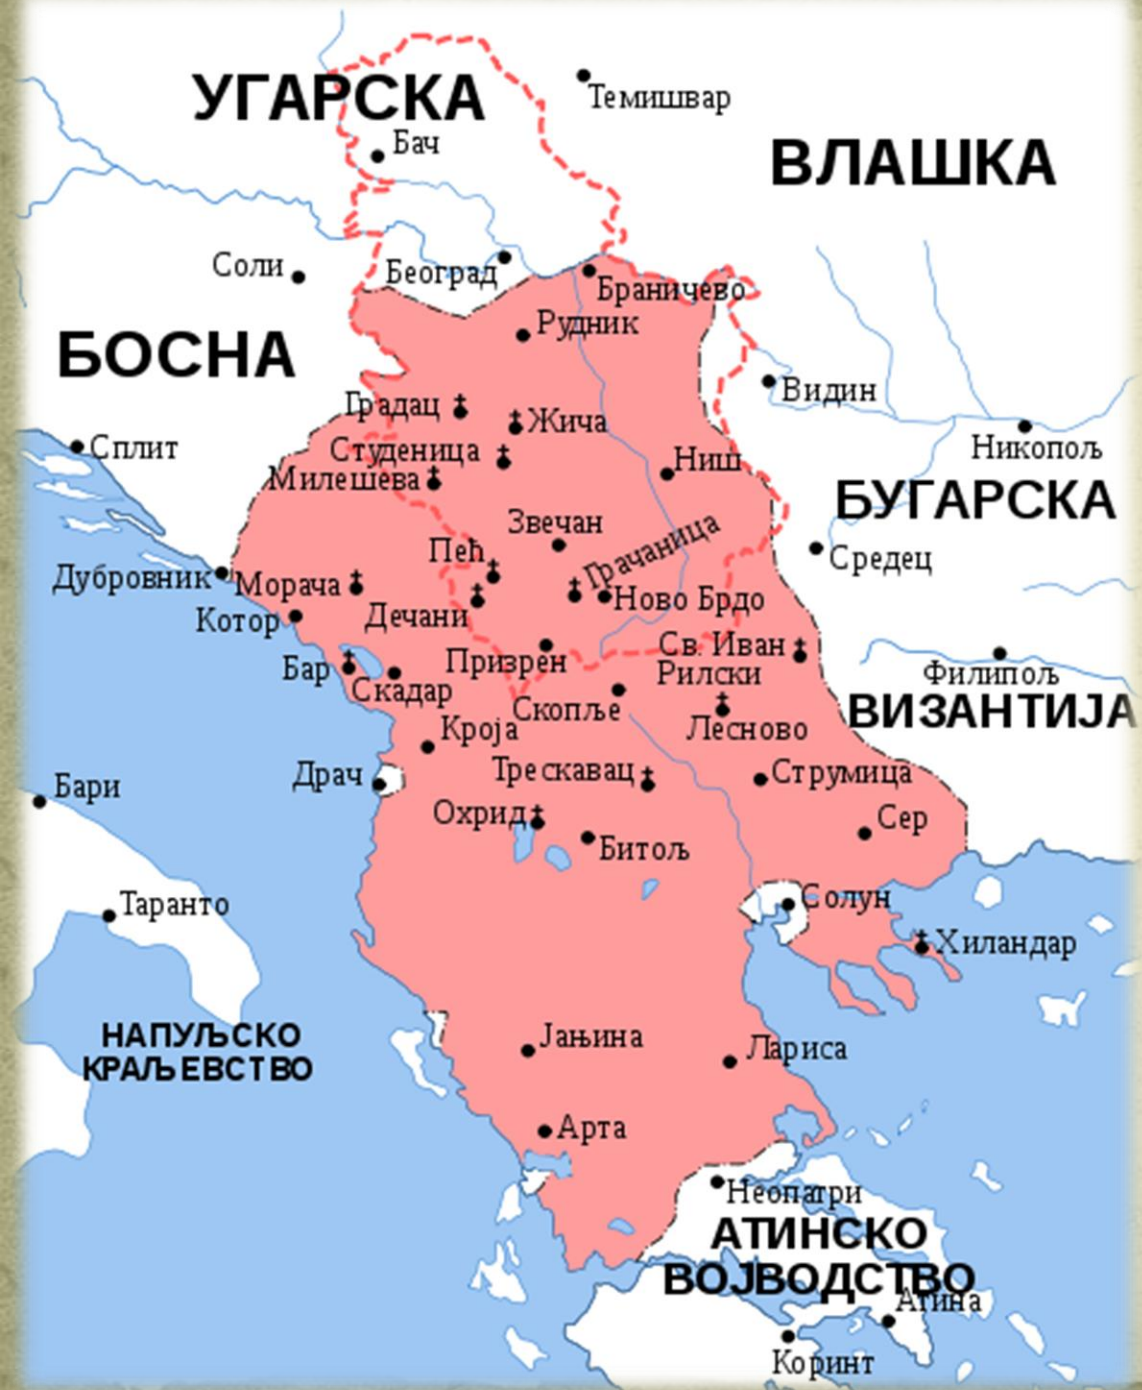 УГАРСКА
Темишвар
Бач
ВЛАШКА
Соли
Београд
Браничево
Рудник
БОСНА
Видин
Градац
Жича
Сплит
Студеница
Никопољ
Милешева
Ниш
БУГАРСКА
Звечан
Грачаница
Пећ
Средец
Дубровник
Морача
Дечани
Ново Брдо
Котор
Св. Иван
Рилски
Бар
Призрен
Филипољ
Скадар
Скопље
ВИЗАНТИЈА
Кроја
Лесново
Драч
Трескавац
Струмица
Бари
Охрид
Сер
Битољ
Таранто
Солун
Хиландар
НАПУЉСКО
КРАЉЕВСТВО
Јањина
Лариса
Арта
Неопатри
АТИНСКО
ВОЈВОДСТВО
Атина
Коринт